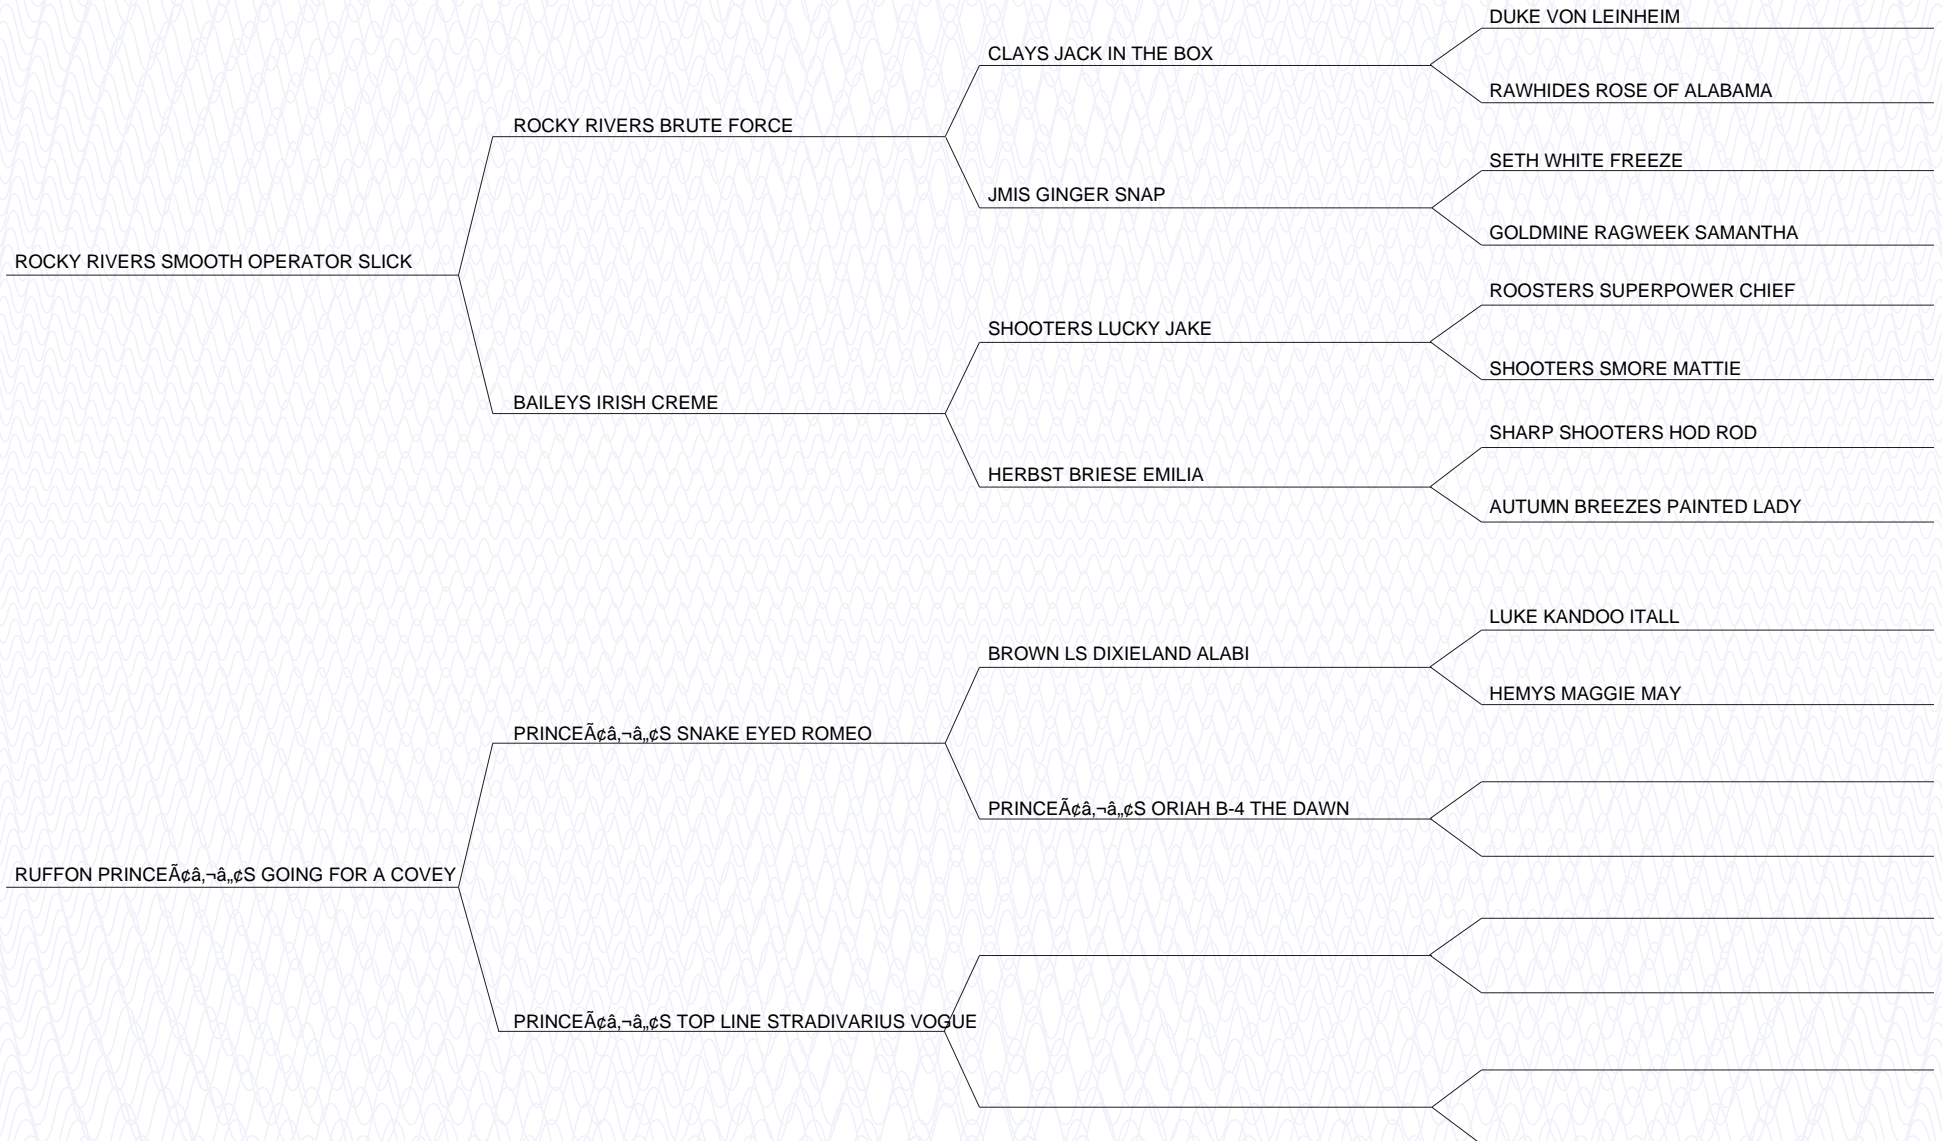 DUKE VON LEINHEIM
CLAYS JACK IN THE BOX
RAWHIDES ROSE OF ALABAMA
ROCKY RIVERS BRUTE FORCE
SETH WHITE FREEZE
JMIS GINGER SNAP
GOLDMINE RAGWEEK SAMANTHA
ROCKY RIVERS SMOOTH OPERATOR SLICK
ROOSTERS SUPERPOWER CHIEF
SHOOTERS LUCKY JAKE
SHOOTERS SMORE MATTIE
BAILEYS IRISH CREME
SHARP SHOOTERS HOD ROD
HERBST BRIESE EMILIA
AUTUMN BREEZES PAINTED LADY
LUKE KANDOO ITALL
BROWN LS DIXIELAND ALABI
HEMYS MAGGIE MAY
PRINCEÃ¢â‚¬â„¢S SNAKE EYED ROMEO
PRINCEÃ¢â‚¬â„¢S ORIAH B-4 THE DAWN
RUFFON PRINCEÃ¢â‚¬â„¢S GOING FOR A COVEY
PRINCEÃ¢â‚¬â„¢S TOP LINE STRADIVARIUS VOGUE